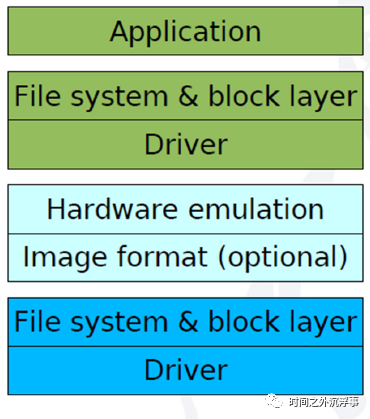 Application
File system & block layer
Driver
Hardware emulation
Image format (optional)
File system & block layer
Driver
时间之外沉浮事